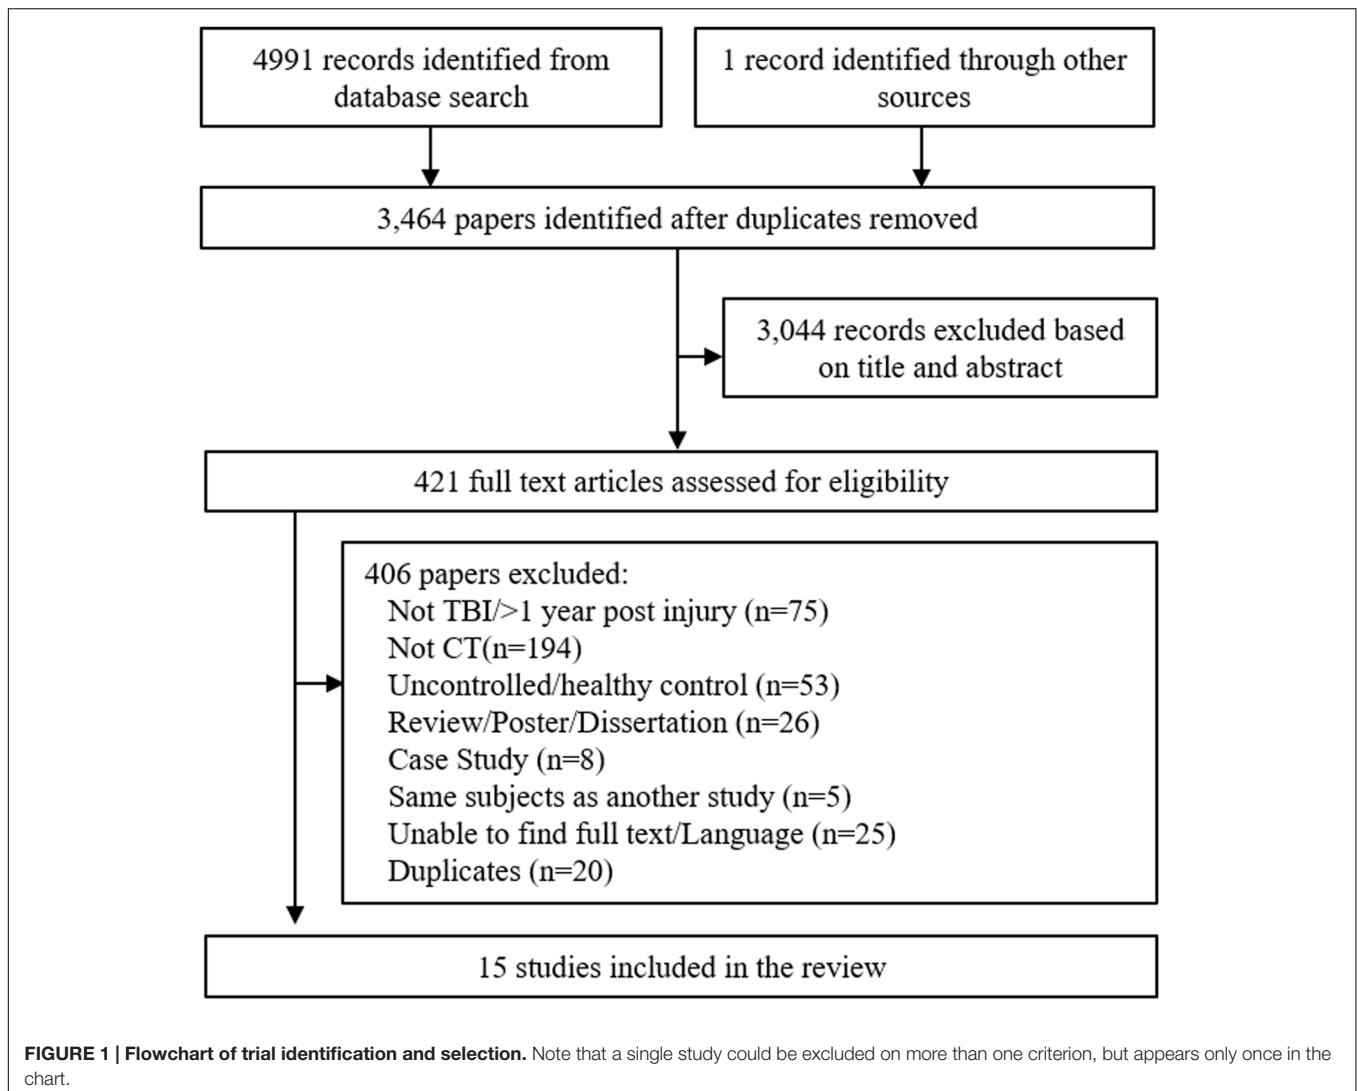 4991 records identified from
database search
1 record identified through other
sources
3,464 papers identified after duplicates removed
3,044 records excluded based
on title and abstract
421 full text articles assessed for eligibility
406 papers excluded:
Not TBI/>1 year post injury (n=75)
Not CT(n=194)
Uncontrolled/healthy control (n=53)
Review/Poster/Dissertation (n=26)
Case Study (n=8)
Same subjects as another study (n=5)
Unable to find full text/Language (n=25)
Duplicates (n=20)
15 studies included in the review
FIGURE 1 | Flowchart of trial identification and selection. Note that a single study could be excluded on more than one criterion, but appears only once in the
chart.